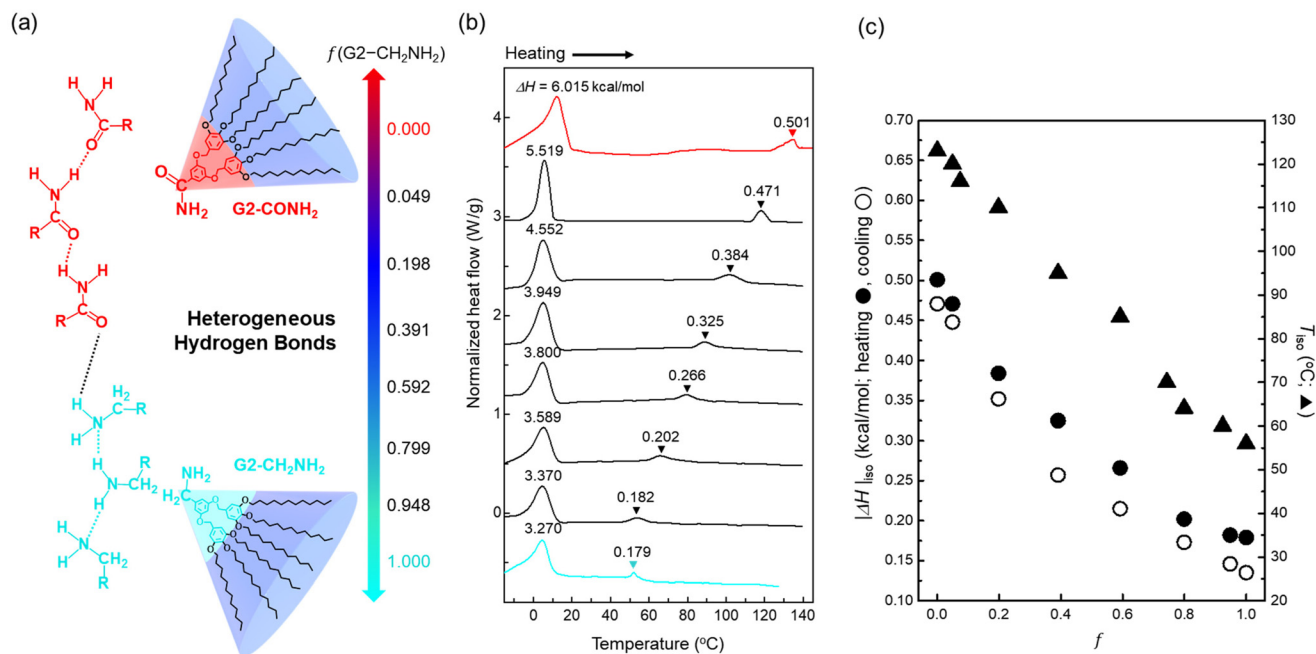 (a)
H
H
N
C
O
R
H
H
N
R
C
O
H
H
N
R
C
O
H
H
N
H2
C
R
H
N
H
R
CH2
H
H
N
CH2
R
O
NH2
G2-CONH2
Heterogeneous
Hydrogen Bonds
G2-CH2NH2
NH2
H2C
f(G2−CH2NH2)
0.000
0.049
0.198
0.391
0.592
0.799
0.948
1.000
(b)
Heating
ΔH = 6.015 kcal/mol
0.501
5.519
0.471
4.552
0.384
3.949
0.325
3.800
0.266
3.589
0.202
3.370
0.182
3.270
0.179
Normalized heat flow (W/g)
4
3
2
1
0
0 20 40 60 80 100 120 140
Temperature (oC)
(c)
|ΔH|iso (kcal/mol; heating ●, cooling ○)
0.70
0.65
0.60
0.55
0.50
0.45
0.40
0.35
0.30
0.25
0.20
0.15
0.10
0.0 0.2 0.4 0.6 0.8 1.0
f
130
120
110
100
90
80
70
60
50
40
30
20
Tiso (oC; ▲)